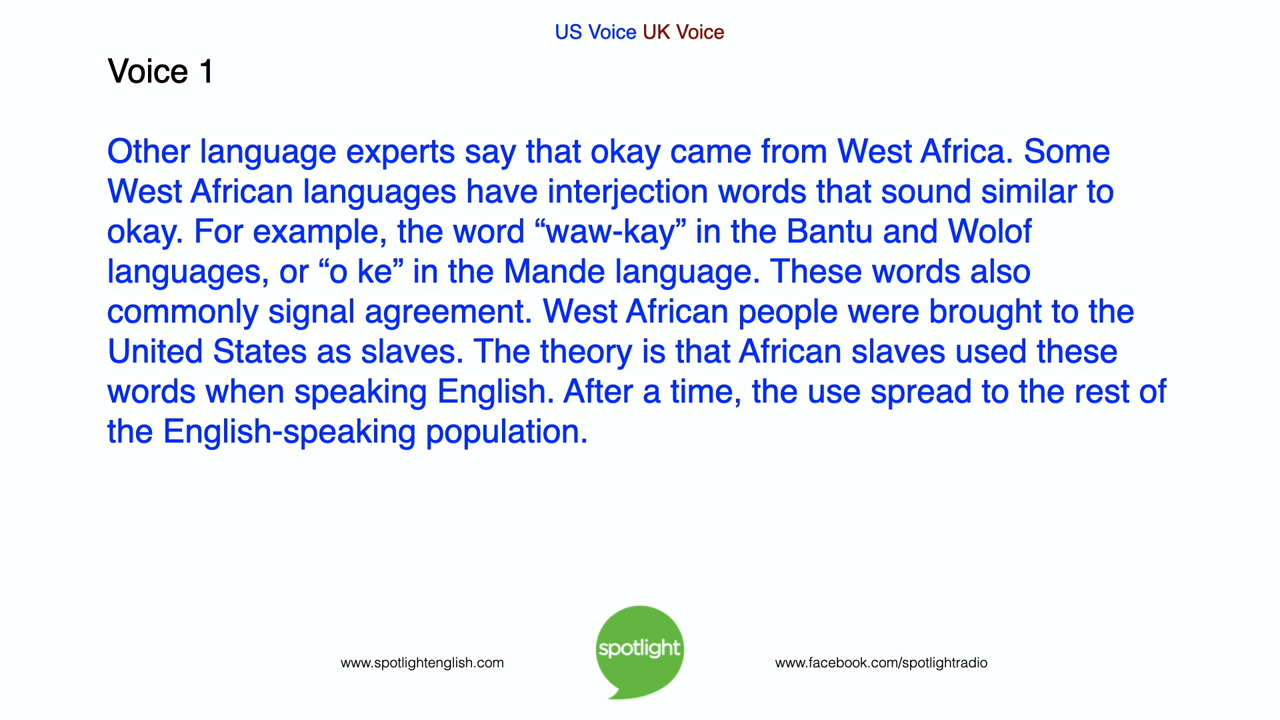 US Voice UK Voice
Voice 1
Other language experts say that okay came from West Africa. Some
West African languages have interjection words that sound similar to
okay. For example, the word “waw-kay” in the Bantu and Wolof
languages, or “o ke” in the Mande language. These words also
commonly signal agreement. West African people were brought to the
United States as slaves. The theory is that African slaves used these
words when speaking English. After a time, the use spread to the rest of
the English-speaking population.
spotlight
www.spotlightenglish.com
www.facebook.com/spotlightradio